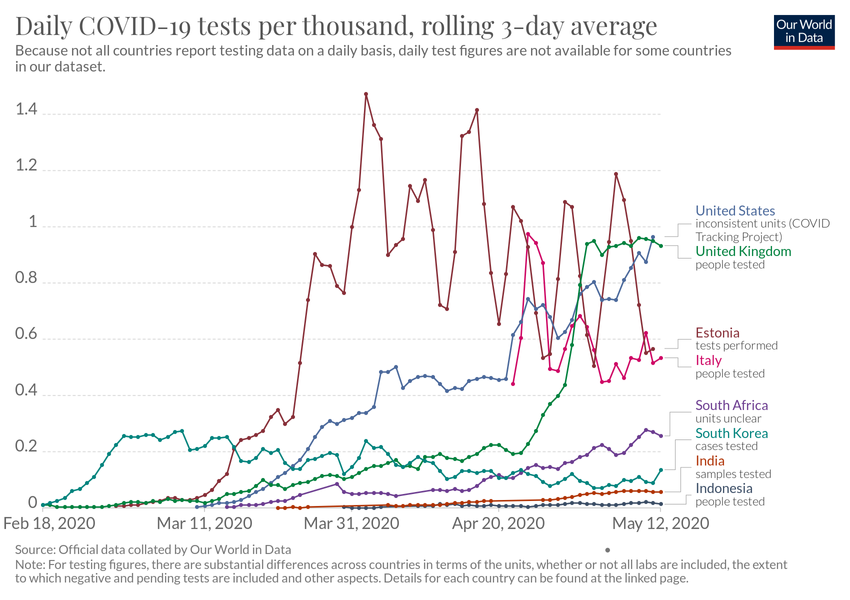 Daily COVID-19 tests per thousand, rolling 3-day average
Our World
in Data
Because not all countries report testing data on a daily basis, daily test figures are not available for some countries
in our dataset.
1.4
1.2
1
0.8
0.6
0.4
0.2
0
Feb 18, 2020
Mar 11, 2020
Mar 31, 2020
Apr 20, 2020
May 12, 2020
United States
inconsistent units (COVID
Tracking Project)
United Kingdom
people tested
Estonia
tests performed
Italy
people tested
South Africa
units unclear
South Korea
cases tested
India
samples tested
Indonesia
people tested
Source: Official data collated by Our World in Data
Note: For testing figures, there are substantial differences across countries in terms of the units, whether or not all labs are included, the extent
to which negative and pending tests are included and other aspects. Details for each country can be found at the linked page.